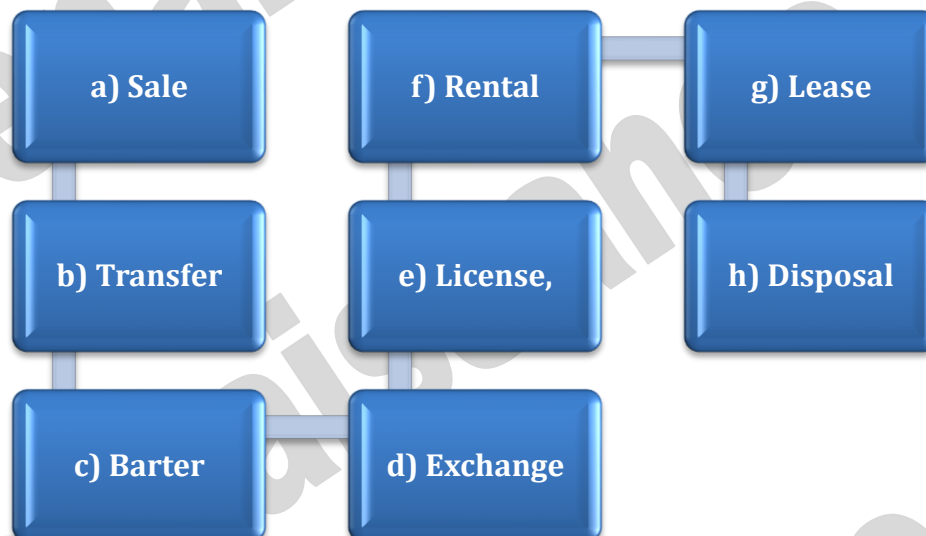 a) Sale
b) Transfer
c) Barter
d) Exchange
e) License,
f) Rental
g) Lease
h) Disposal